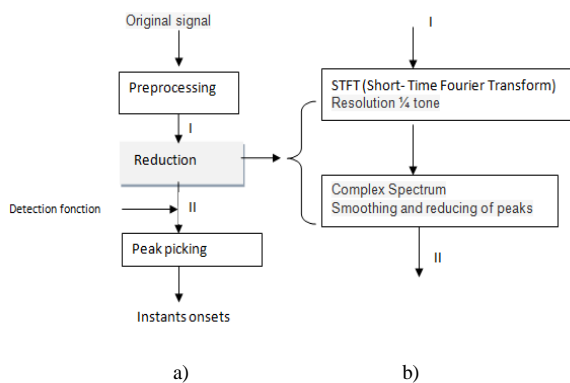 Original signal
Preprocessing
I
Reduction
II
Detection fonction
Peak picking
Instants onsets
a)
I
STFT (Short- Time Fourier Transform)
Resolution ¼ tone
Complex Spectrum
Smoothing and reducing of peaks
II
b)